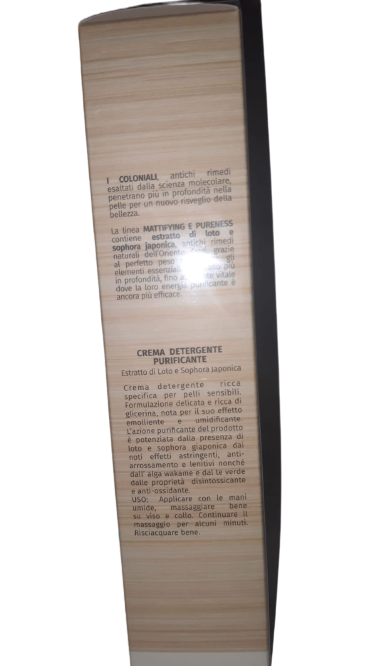 I COLONIALI, antichi rimedi
esaltati dalla scienza molecolare,
penetrano più in profondità nella
pelle per un nuovo risveglio della
bellezza.
La linea MATTIFYING E PURENESS
contiene estratto di loto e
sophora japonica, antichi rimedi
naturali dell'Oriente grazie
al perfetto peso gli
elementi essenziali più
in profondità, fino vitale
dove la loro energia purificante è
ancora più efficace.
CREMA DETERGENTE
PURIFICANTE
Estratto di Loto e Sophora Japonica
Crema detergente ricca
specifica per pelli sensibili.
Formulazione delicata e ricca di
glicerina, nota per il suo effetto
emolliente e umidificante.
L'azione purificante del prodotto
è potenziata dalla presenza di
loto e sophora giaponica dai
noti effetti astringenti, anti-
arrossamento e lenitivi nonché
dall'alga wakame e dal tè verde
dalle proprietà disintossicante
e anti-ossidante.
USO: Applicare con le mani
umide, massaggiare bene
su viso e collo. Continuare il
massaggio per alcuni minuti.
Risciacquare bene.